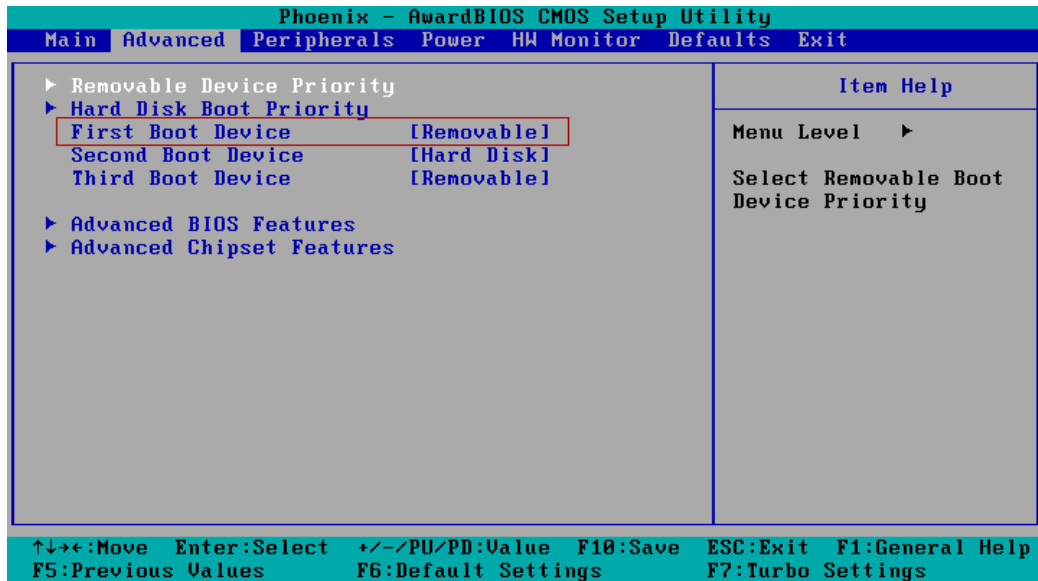 Phoenix - AwardBIOS CMOS Setup Utility
Main Advanced Peripherals Power HW Monitor Defaults Exit
▶ Removable Device Priority
▶ Hard Disk Boot Priority
First Boot Device [Removable]
Second Boot Device [Hard Disk]
Third Boot Device [Removable]
▶ Advanced BIOS Features
▶ Advanced Chipset Features
Item Help
Menu Level ▶
Select Removable Boot
Device Priority
↑↓→←:Move Enter:Select +/-/PU/PD:Value F10:Save ESC:Exit F1:General Help
F5:Previous Values F6:Default Settings F7:Turbo Settings